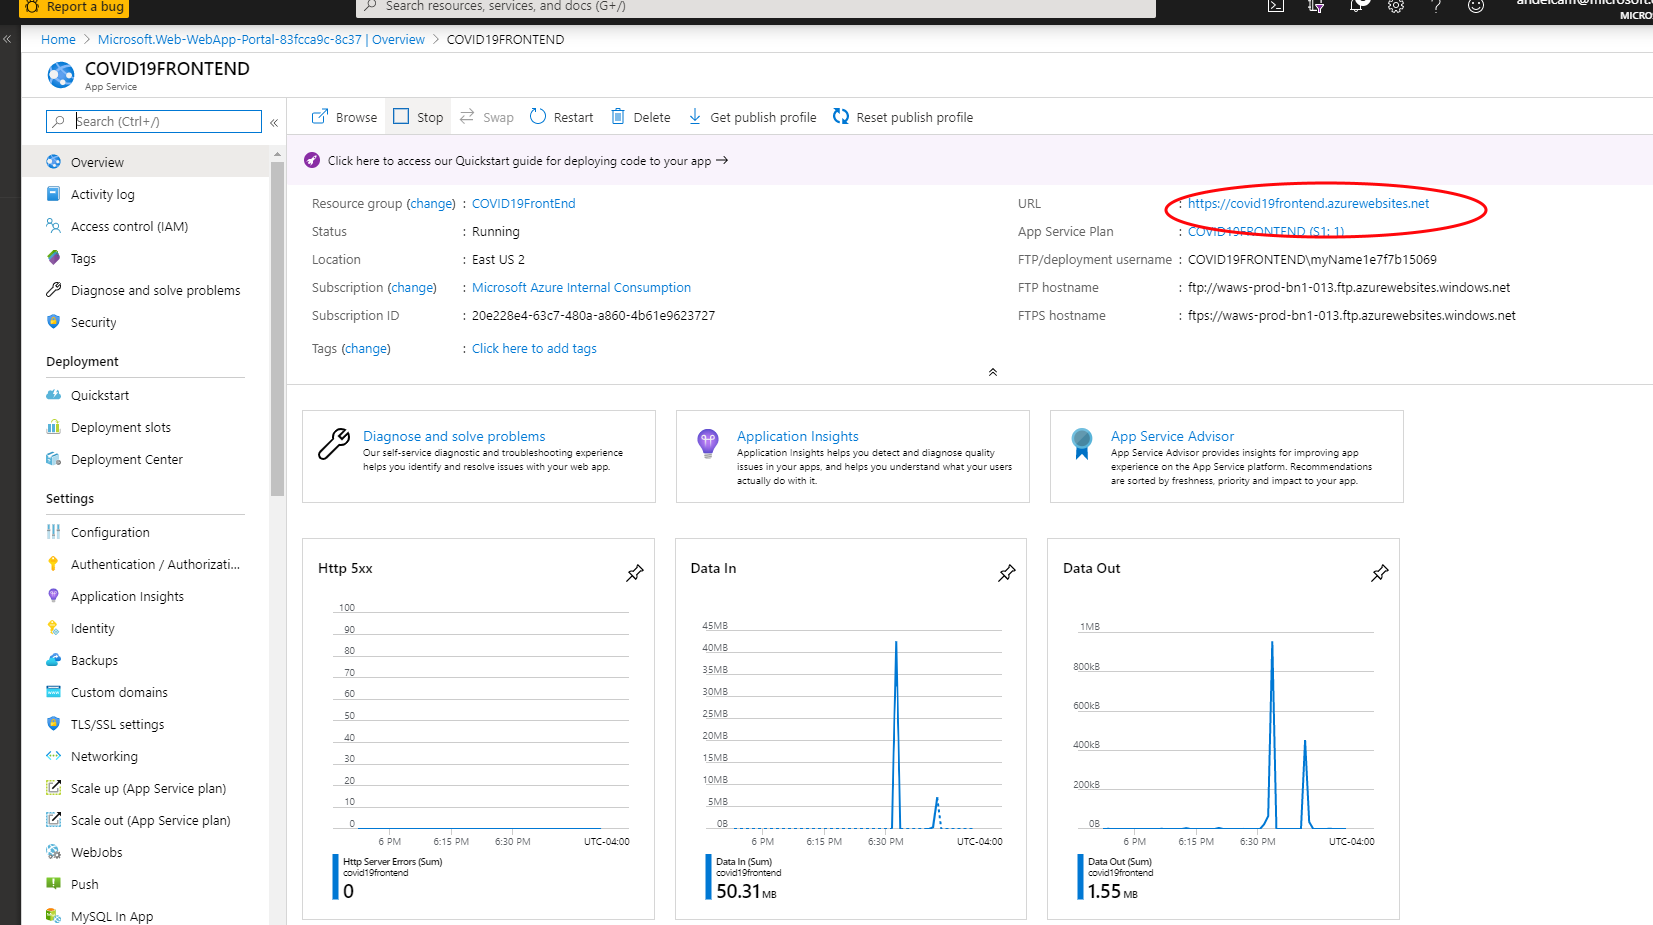 Report a bug
Search resources, services, and docs (G+/)
MICRO
Home > Microsoft.Web-WebApp-Portal-83fcca9c-8c37 | Overview > COVID19FRONTEND
COVID19FRONTEND
App Service
Search (Ctrl+/)
Overview
Activity log
Access control (IAM)
Tags
Diagnose and solve problems
Security
Deployment
Quickstart
Deployment slots
Deployment Center
Settings
Configuration
Authentication / Authorizati...
Application Insights
Identity
Backups
Custom domains
TLS/SSL settings
Networking
Scale up (App Service plan)
Scale out (App Service plan)
WebJobs
Push
MySQL In App
Browse Stop Swap Restart Delete Get publish profile Reset publish profile
Click here to access our Quickstart guide for deploying code to your app →
Resource group (change) : COVID19FrontEnd
Status : Running
Location : East US 2
Subscription (change) : Microsoft Azure Internal Consumption
Subscription ID : 20e228e4-63c7-480a-a860-4b61e9623727
Tags (change) : Click here to add tags
URL : https://covid19frontend.azurewebsites.net
App Service Plan : COVID19FRONTEND (S1: 1)
FTP/deployment username : COVID19FRONTEND\myName1e7f7b15069
FTP hostname : ftp://waws-prod-bn1-013.ftp.azurewebsites.windows.net
FTPS hostname : ftps://waws-prod-bn1-013.ftp.azurewebsites.windows.net
Diagnose and solve problems
Our self-service diagnostic and troubleshooting experience
helps you identify and resolve issues with your web app.
Application Insights
Application Insights helps you detect and diagnose quality
issues in your apps, and helps you understand what your users
actually do with it.
App Service Advisor
App Service Advisor provides insights for improving app
experience on the App Service platform. Recommendations
are sorted by freshness, priority and impact to your app.
Http 5xx
100
90
80
70
60
50
40
30
20
10
0
6 PM 6:15 PM 6:30 PM UTC-04:00
Http Server Errors (Sum)
covid19frontend
0
Data In
45MB
40MB
35MB
30MB
25MB
20MB
15MB
10MB
5MB
0B
6 PM 6:15 PM 6:30 PM UTC-04:00
Data In (Sum)
covid19frontend
50.31 MB
Data Out
1MB
800kB
600kB
400kB
200kB
0B
6 PM 6:15 PM 6:30 PM UTC-04:00
Data Out (Sum)
covid19frontend
1.55 MB